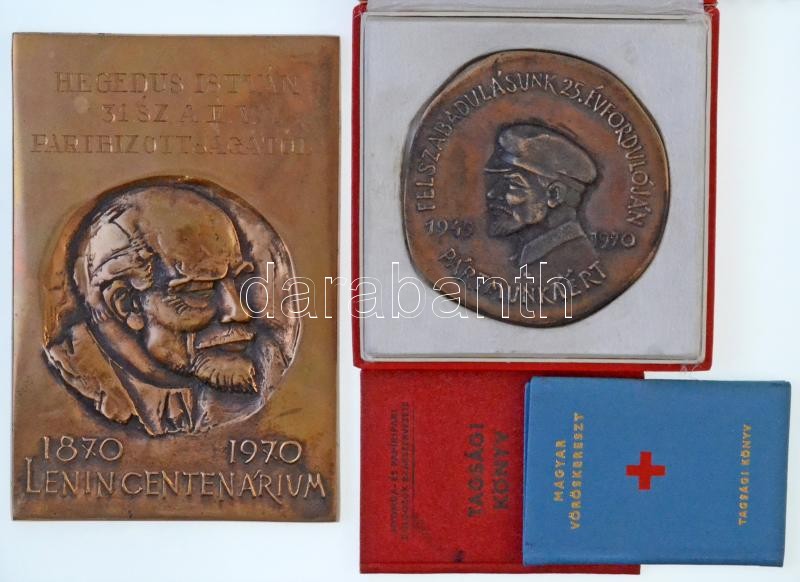 HEGEDUS ISTVÁN
31 SZ. A.É.V.
PÁRTBIZOTTSÁGÁTÓL
1870 1970
LENIN CENTENÁRIUM
FELSZABADULÁSUNK 25. ÉVFORDULÓJÁN
1945 1970
PÁRTMUNKÁÉRT
darabanth
TAGSÁGI
KÖNYV
MAGYAR
VÖRÖSKERESZT
TAGSÁGI KÖNYV